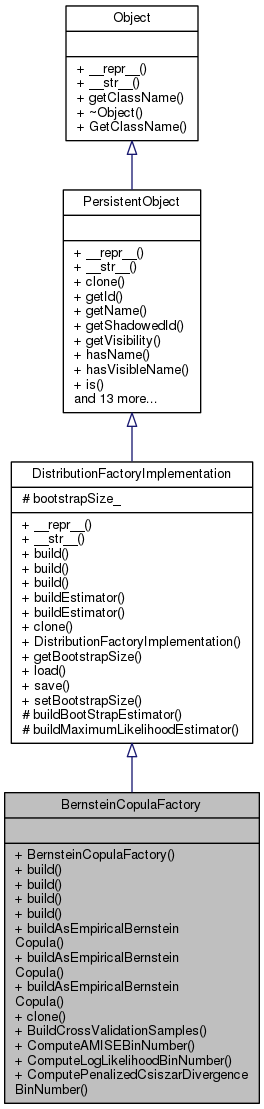 Object
+ __repr__()
+ __str__()
+ getClassName()
+ ~Object()
+ GetClassName()
PersistentObject
+ __repr__()
+ __str__()
+ clone()
+ getId()
+ getName()
+ getShadowedId()
+ getVisibility()
+ hasName()
+ hasVisibleName()
+ is()
and 13 more...
DistributionFactoryImplementation
# bootstrapSize_
+ __repr__()
+ __str__()
+ build()
+ build()
+ build()
+ buildEstimator()
+ buildEstimator()
+ clone()
+ DistributionFactoryImplementation()
+ getBootstrapSize()
+ load()
+ save()
+ setBootstrapSize()
# buildBootStrapEstimator()
# buildMaximumLikelihoodEstimator()
BernsteinCopulaFactory
+ BernsteinCopulaFactory()
+ build()
+ build()
+ build()
+ build()
+ buildAsEmpiricalBernstein
Copula()
+ buildAsEmpiricalBernstein
Copula()
+ buildAsEmpiricalBernstein
Copula()
+ clone()
+ BuildCrossValidationSamples()
+ ComputeAMISEBinNumber()
+ ComputeLogLikelihoodBinNumber()
+ ComputePenalizedCsiszarDivergence
BinNumber()